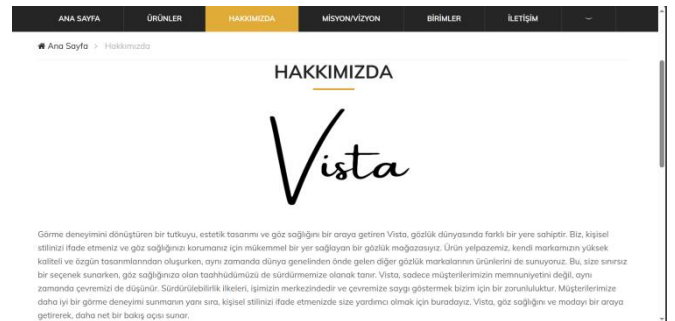 ANA SAYFA ÜRÜNLER HAKKIMIZDA MİSYON/VİZYON BİRİMLER İLETİŞİM
Ana Sayfa > Hakkımızda
HAKKIMIZDA
Vista
Görme deneyimini dönüştüren bir tutkuyu, estetik tasarımı ve göz sağlığını bir araya getiren Vista, gözlük dünyasında farklı bir yere sahiptir. Biz, kişisel
stilinizi ifade etmeniz ve göz sağlığınızı korumanız için mükemmel bir yer sağlayan bir gözlük mağazasıyız. Ürün yelpazemiz, kendi markamızın yüksek
kaliteli ve özgün tasarımlarından oluşurken, aynı zamanda dünya genelinden önde gelen diğer gözlük markalarının ürünlerini de sunuyoruz. Bu, size sınırsız
bir seçenek sunarken, göz sağlığınıza olan taahhüdümüzü de sürdürmemize olanak tanır. Vista, sadece müşterilerimizin memnuniyetini değil, aynı
zamanda çevremizi de düşünür. Sürdürülebilirlik ilkeleri, işimizin merkezindedir ve çevremize saygı göstermek bizim için bir zorunluluktur. Müşterilerimize
daha iyi bir görme deneyimi sunmanın yanı sıra, kişisel stilinizi ifade etmenizde size yardımcı olmak için buradayız. Vista, göz sağlığını ve modayı bir araya
getirerek, daha net bir bakış açısı sunar.